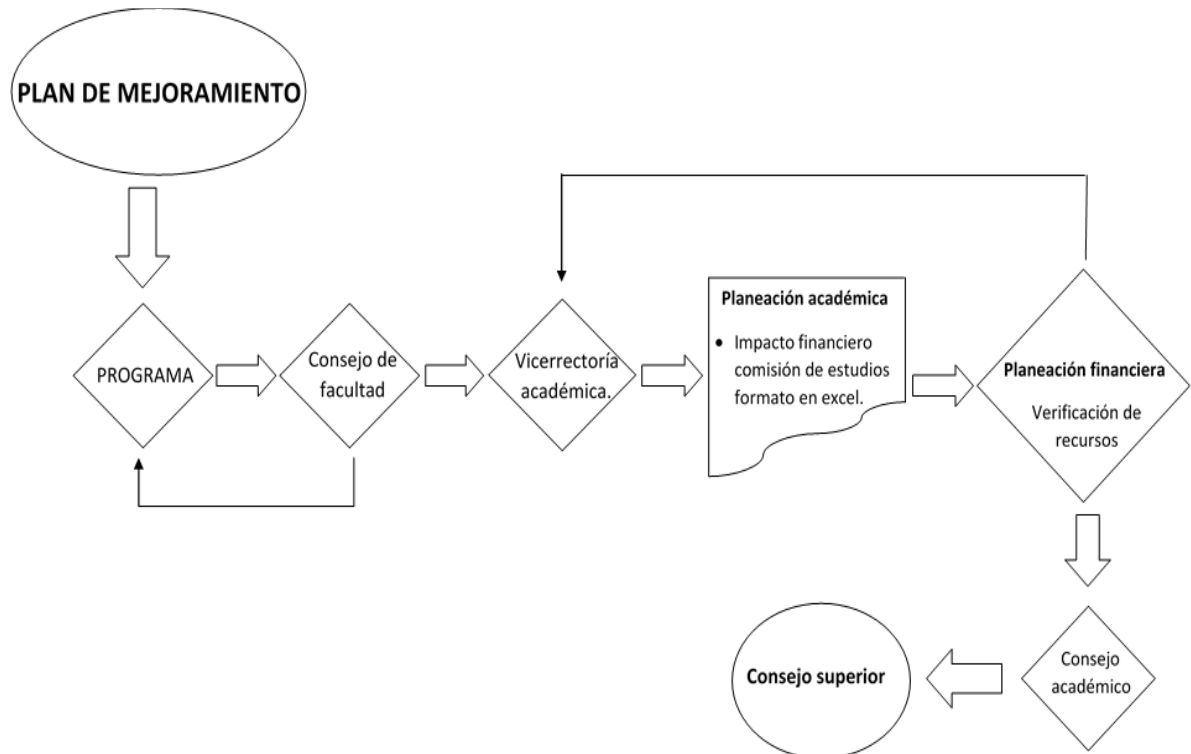 PLAN DE MEJORAMIENTO
PROGRAMA
Consejo de
facultad
Vicerrectoría
académica.
Planeación académica
• Impacto financiero
comisión de estudios
formato en excel.
Planeación financiera
Verificación de
recursos
Consejo
académico
Consejo superior